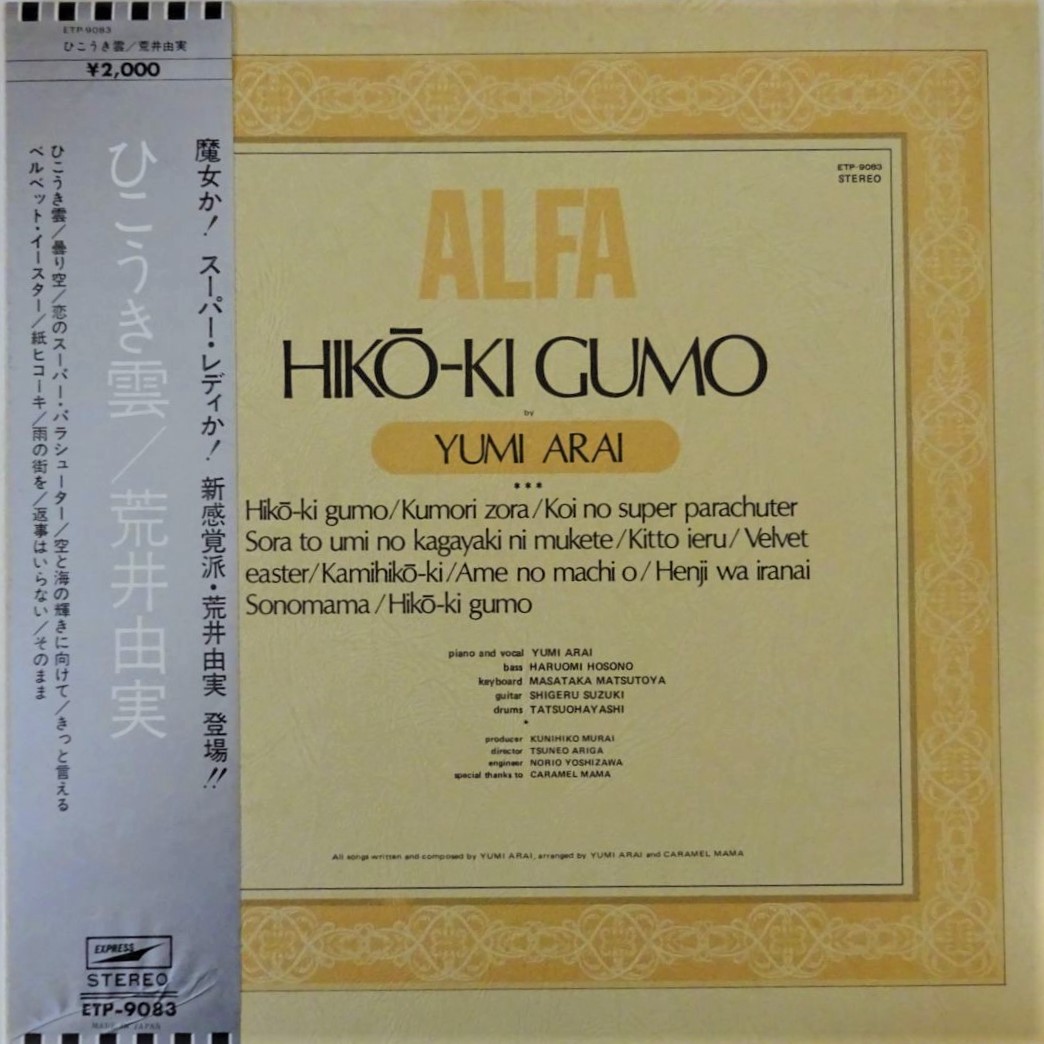 ETP-9083
ひこうき雲/荒井由実
¥2,000
魔女か! スーパー・レディか! 新感覚派・荒井由実 登場!!
ひこうき雲/荒井由実
ひこうき雲/曇り空/恋のスーパー・パラシューター/空と海の輝きに向けて/きっと言える
ベルベット・イースター/紙ヒコーキ/雨の街を/返事はいらない/そのまま
EXPRESS
STEREO
ETP-9083
MADE IN JAPAN
ETP-9083
STEREO
ALFA
HIKŌ-KI GUMO
by
YUMI ARAI
***
Hikō-ki gumo/Kumori zora/Koi no super parachuter
Sora to umi no kagayaki ni mukete/Kitto ieru/Velvet
easter/Kamihikō-ki/Ame no machi o/Henji wa iranai
Sonomama/Hikō-ki gumo
piano and vocal YUMI ARAI
bass HARUOMI HOSONO
keyboard MASATAKA MATSUTOYA
guitar SHIGERU SUZUKI
drums TATSUOHAYASHI
*
producer KUNIHIKO MURAI
director TSUNEO ARIGA
engineer NORIO YOSHIZAWA
special thanks to CARAMEL MAMA
All songs written and composed by YUMI ARAI, arranged by YUMI ARAI and CARAMEL MAMA